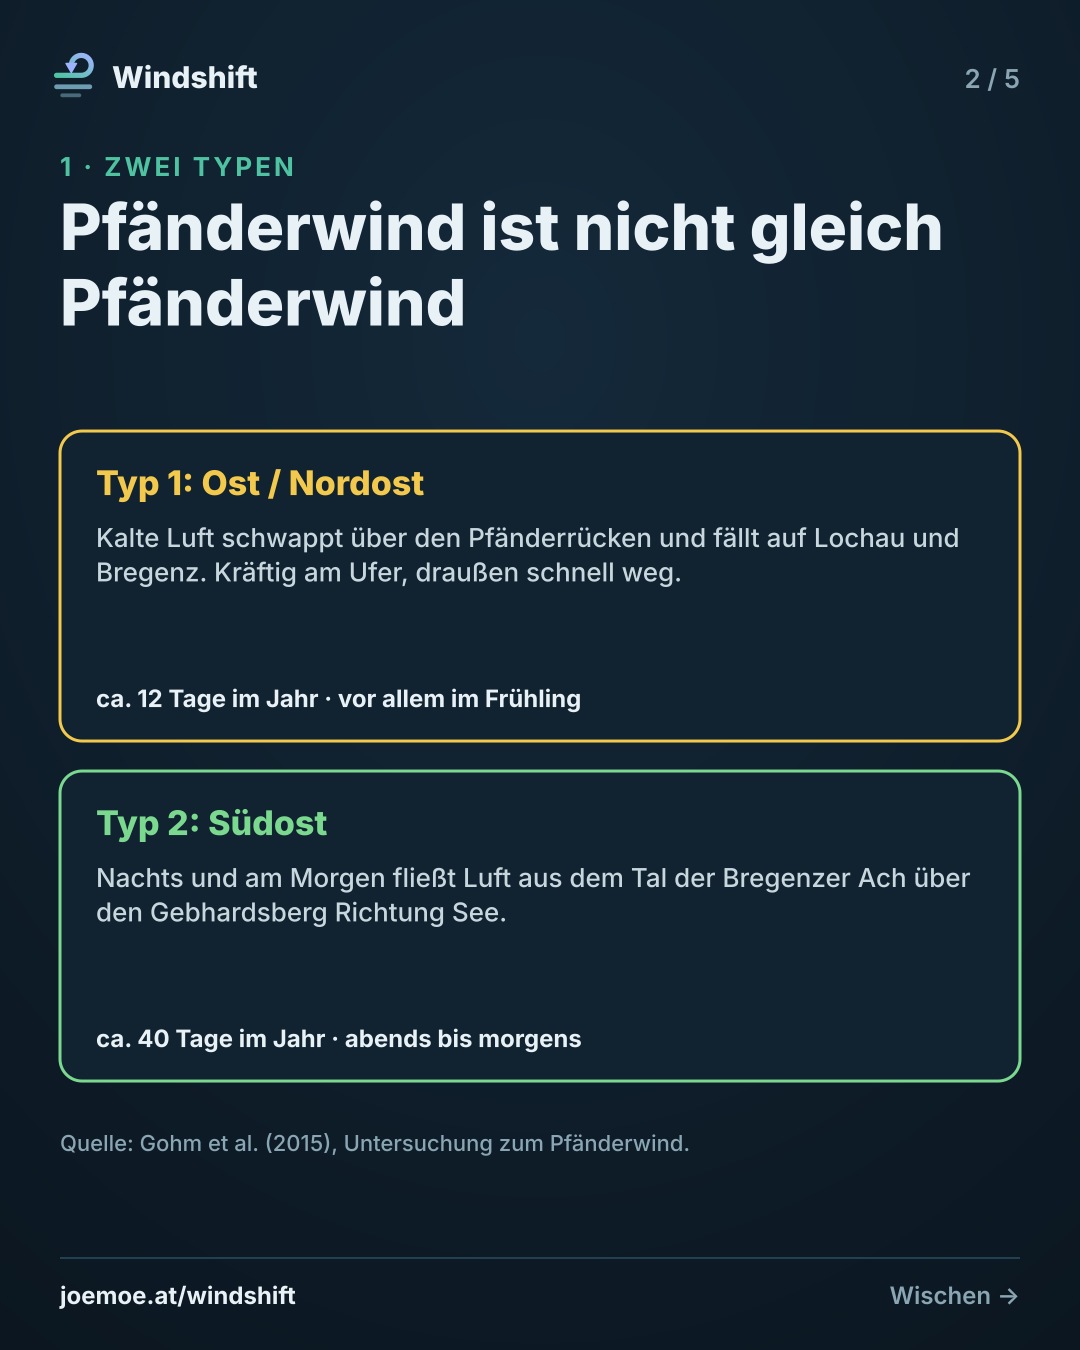 Windshift
2 / 5
1 · ZWEI TYPEN
Pfänderwind ist nicht gleich
Pfänderwind
Typ 1: Ost / Nordost
Kalte Luft schwappt über den Pfänderrücken und fällt auf Lochau und
Bregenz. Kräftig am Ufer, draußen schnell weg.
ca. 12 Tage im Jahr · vor allem im Frühling
Typ 2: Südost
Nachts und am Morgen fließt Luft aus dem Tal der Bregenzer Ach über
den Gebhardsberg Richtung See.
ca. 40 Tage im Jahr · abends bis morgens
Quelle: Gohm et al. (2015), Untersuchung zum Pfänderwind.
joemoe.at/windshift
Wischen →